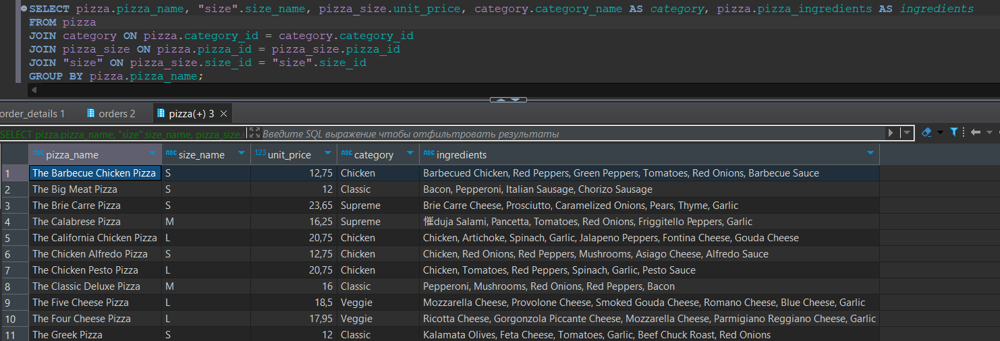 SELECT pizza.pizza_name, "size".size_name, pizza_size.unit_price, category.category_name AS category, pizza.pizza_ingredients AS ingredients
FROM pizza
JOIN category ON pizza.category_id = category.category_id
JOIN pizza_size ON pizza.pizza_id = pizza_size.pizza_id
JOIN "size" ON pizza_size.size_id = "size".size_id
GROUP BY pizza.pizza_name;
order_details 1 orders 2 pizza(+) 3
SELECT pizza.pizza_name, "size".size_name, pizza_size. Введите SQL выражение чтобы отфильтровать результаты
ABC pizza_name ABC size_name 123 unit_price ABC category ABC ingredients
1 The Barbecue Chicken Pizza S 12,75 Chicken Barbecued Chicken, Red Peppers, Green Peppers, Tomatoes, Red Onions, Barbecue Sauce
2 The Big Meat Pizza S 12 Classic Bacon, Pepperoni, Italian Sausage, Chorizo Sausage
3 The Brie Carre Pizza S 23,65 Supreme Brie Carre Cheese, Prosciutto, Caramelized Onions, Pears, Thyme, Garlic
4 The Calabrese Pizza M 16,25 Supreme 慛duja Salami, Pancetta, Tomatoes, Red Onions, Friggitello Peppers, Garlic
5 The California Chicken Pizza L 20,75 Chicken Chicken, Artichoke, Spinach, Garlic, Jalapeno Peppers, Fontina Cheese, Gouda Cheese
6 The Chicken Alfredo Pizza S 12,75 Chicken Chicken, Red Onions, Red Peppers, Mushrooms, Asiago Cheese, Alfredo Sauce
7 The Chicken Pesto Pizza L 20,75 Chicken Chicken, Tomatoes, Red Peppers, Spinach, Garlic, Pesto Sauce
8 The Classic Deluxe Pizza M 16 Classic Pepperoni, Mushrooms, Red Onions, Red Peppers, Bacon
9 The Five Cheese Pizza L 18,5 Veggie Mozzarella Cheese, Provolone Cheese, Smoked Gouda Cheese, Romano Cheese, Blue Cheese, Garlic
10 The Four Cheese Pizza L 17,95 Veggie Ricotta Cheese, Gorgonzola Piccante Cheese, Mozzarella Cheese, Parmigiano Reggiano Cheese, Garlic
11 The Greek Pizza S 12 Classic Kalamata Olives, Feta Cheese, Tomatoes, Garlic, Beef Chuck Roast, Red Onions